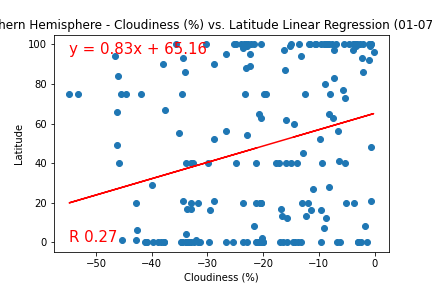 hern Hemisphere - Cloudiness (%) vs. Latitude Linear Regression (01-07
100
y = 0.83x + 65.16
80
60
Latitude
40
20
R 0.27
0
−50 −40 −30 −20 −10 0
Cloudiness (%)